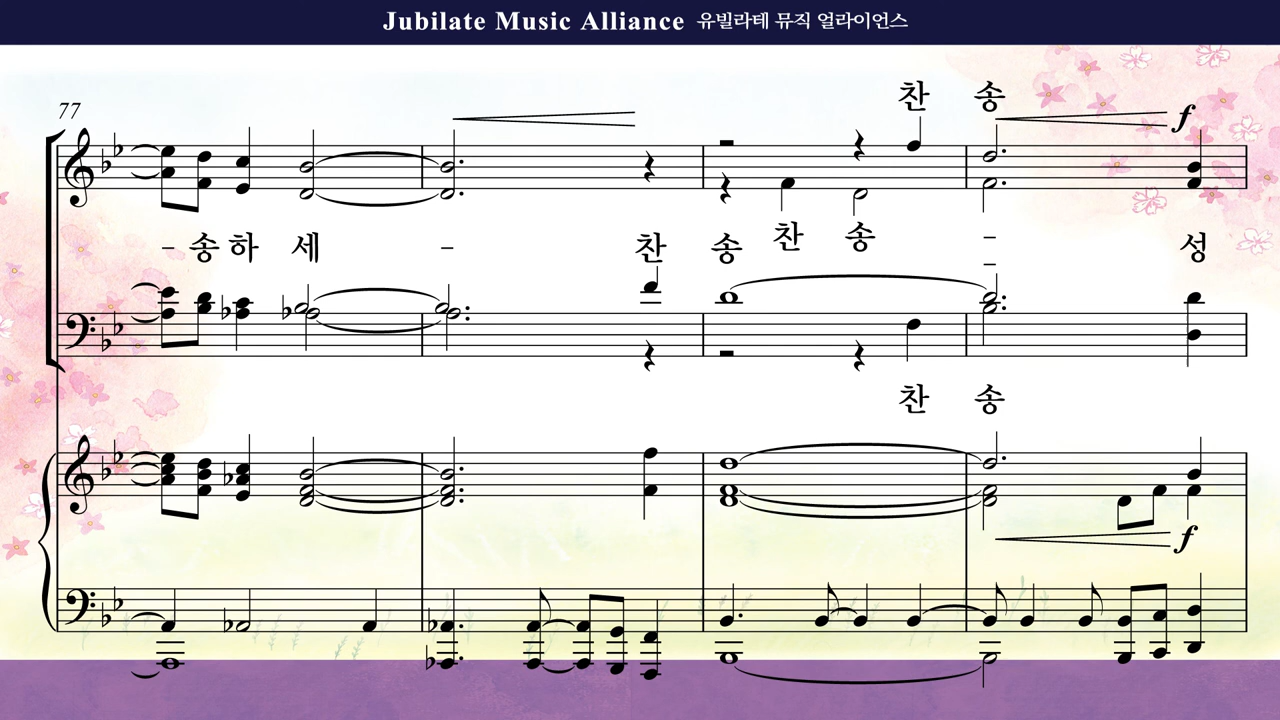 Jubilate Music Alliance 유빌라테 뮤직 얼라이언스
찬 송
77
f
- 송 하 세 - 찬 송 찬 송 - - 성
찬 송
f